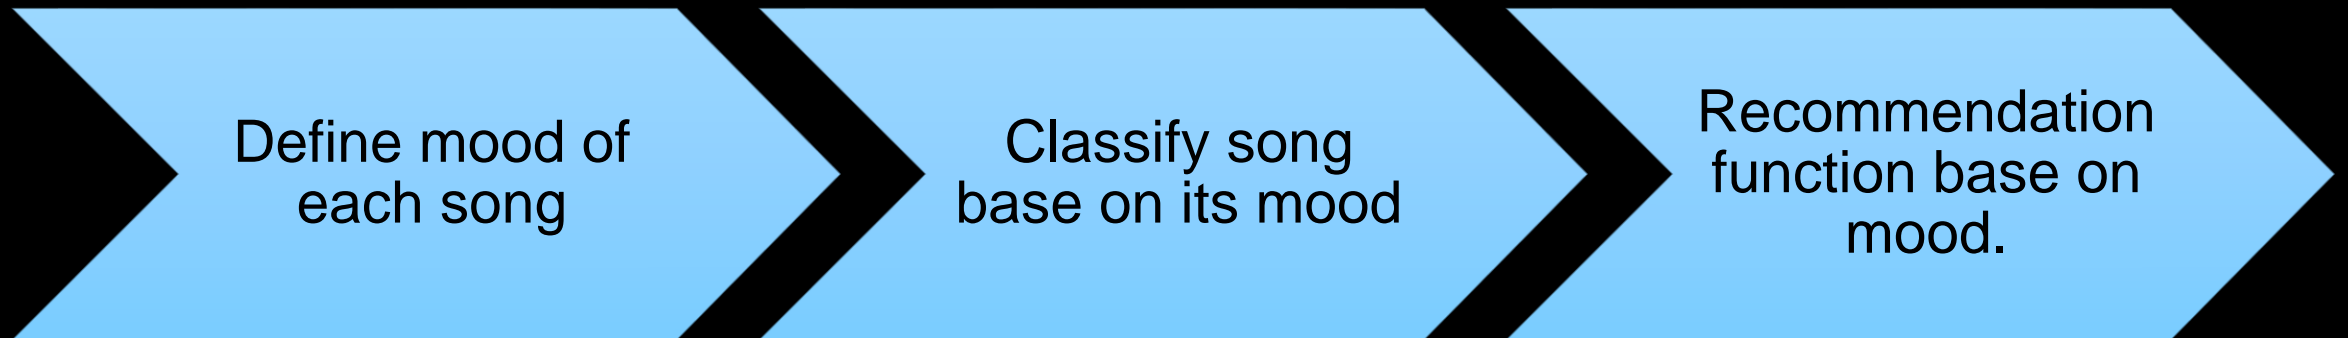 Define mood of
each song
Classify song
base on its mood
Recommendation
function base on
mood.